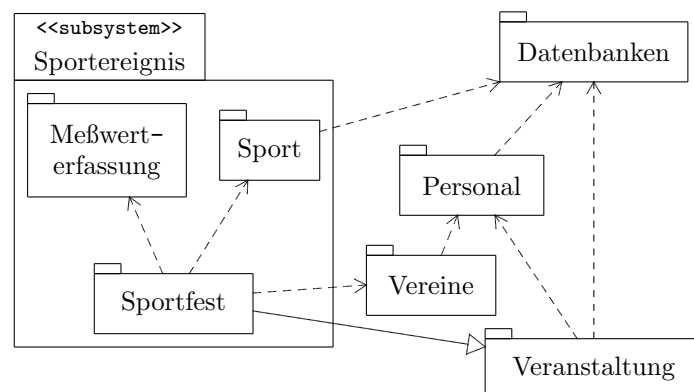 <<subsystem>>
Sportereignis
Datenbanken
Meßwert-
erfassung
Sport
Personal
Sportfest
Vereine
Veranstaltung